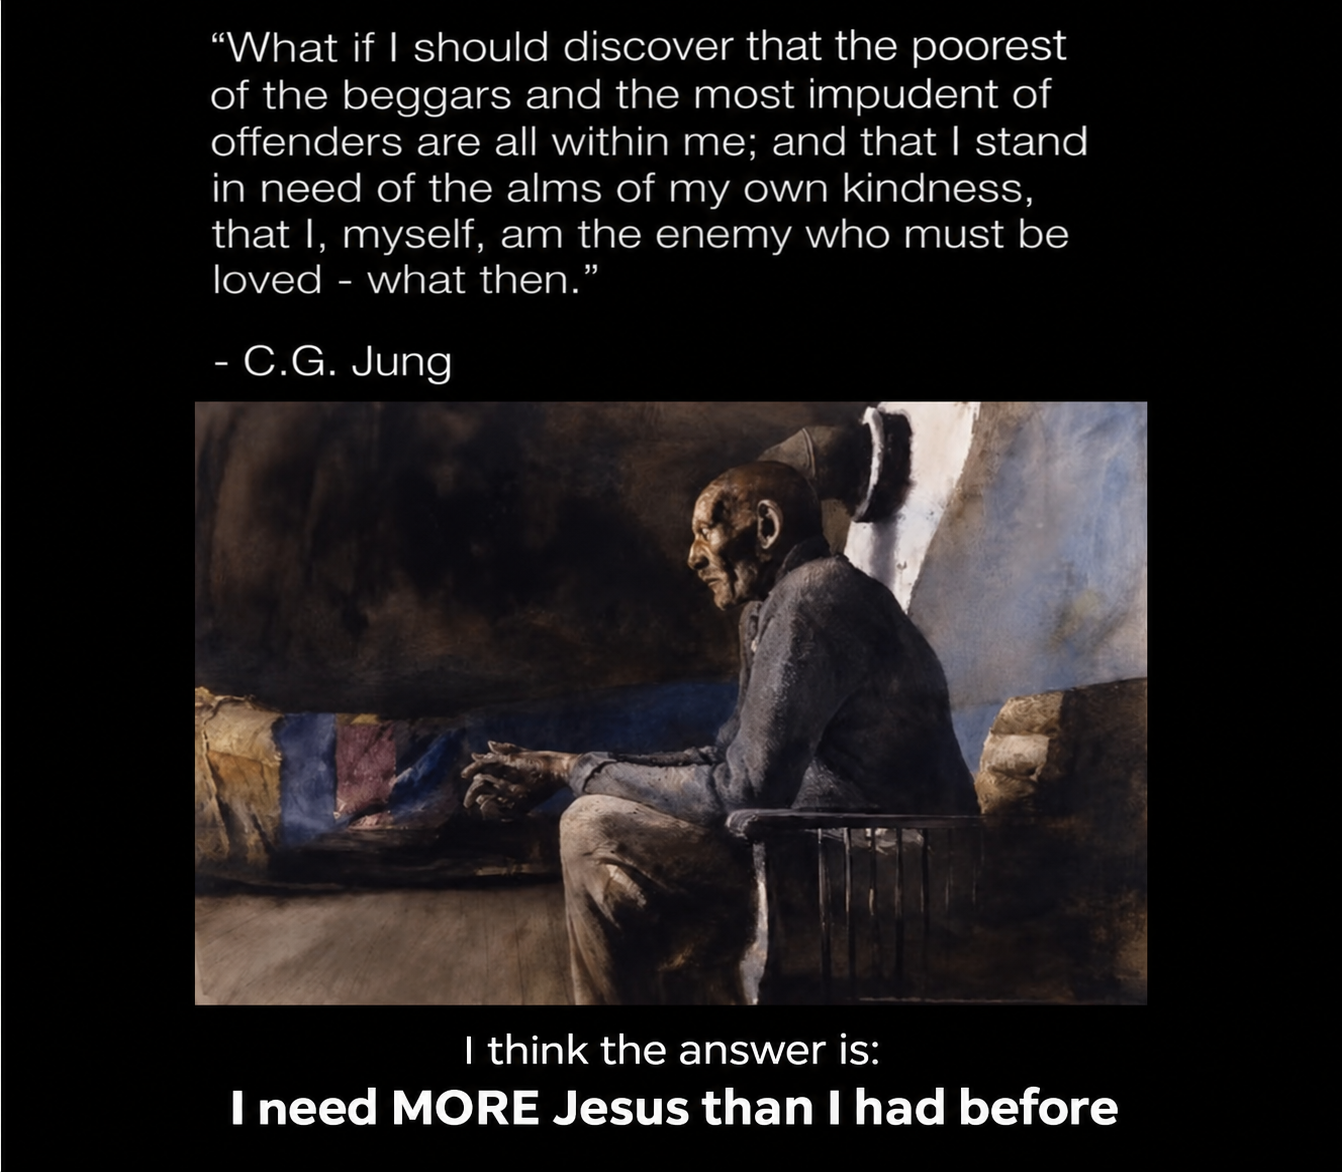 “What if I should discover that the poorest
of the beggars and the most impudent of
offenders are all within me; and that I stand
in need of the alms of my own kindness,
that I, myself, am the enemy who must be
loved - what then.”
- C.G. Jung
I think the answer is:
I need MORE Jesus than I had before